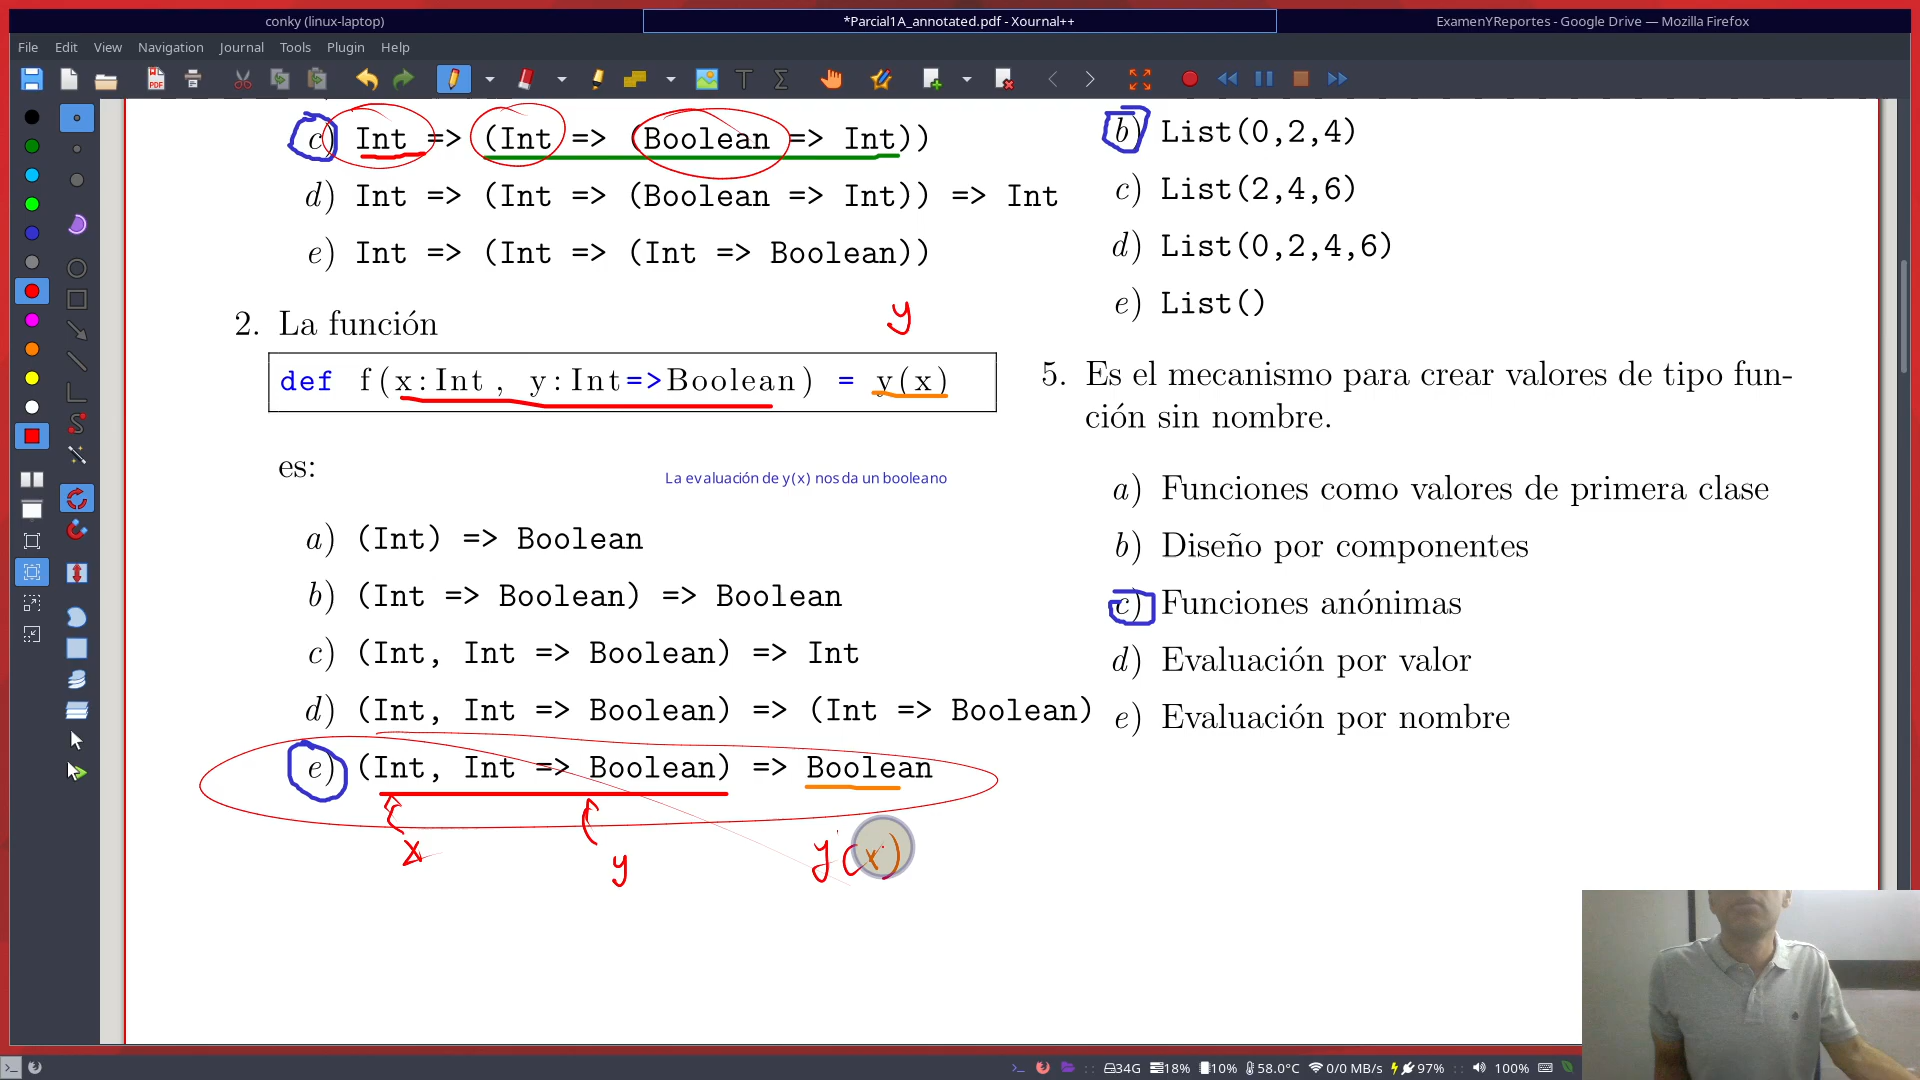 conky (linux-laptop)
*Parcial1A_annotated.pdf - Xournal++
ExamenYReportes - Google Drive — Mozilla Firefox
File Edit View Navigation Journal Tools Plugin Help
c) Int => (Int => (Boolean => Int))
d) Int => (Int => (Boolean => Int)) => Int
e) Int => (Int => (Int => Boolean))
y
2. La función
def f(x:Int, y:Int=>Boolean) = y(x)
es:
La evaluación de y(x) nos da un booleano
a) (Int) => Boolean
b) (Int => Boolean) => Boolean
c) (Int, Int => Boolean) => Int
d) (Int, Int => Boolean) => (Int => Boolean)
e) (Int, Int => Boolean) => Boolean
x
y
y(x)
b) List(0,2,4)
c) List(2,4,6)
d) List(0,2,4,6)
e) List()
5. Es el mecanismo para crear valores de tipo fun-
ción sin nombre.
a) Funciones como valores de primera clase
b) Diseño por componentes
c) Funciones anónimas
d) Evaluación por valor
e) Evaluación por nombre
34G 18% 10% 58.0°C 0/0 MB/s 97% 100%